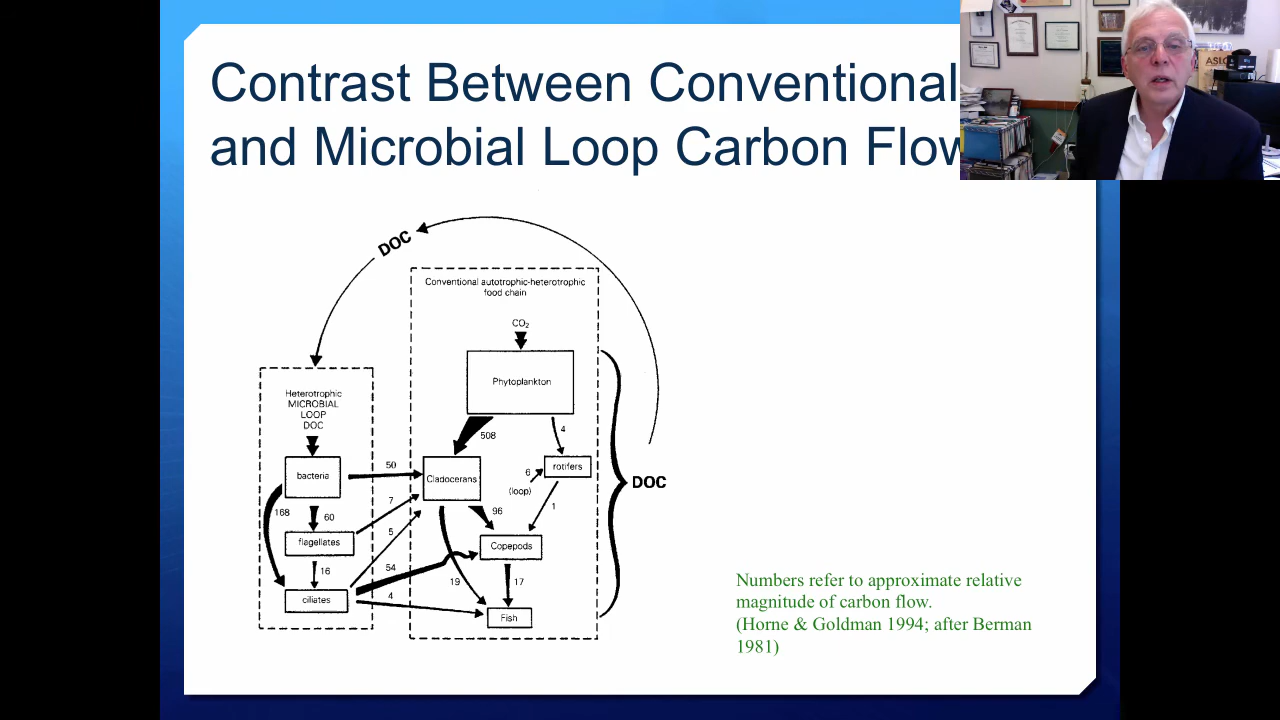 Contrast Between Conventional
and Microbial Loop Carbon Flow
ASLO
DOC
Conventional autotrophic-heterotrophic
food chain
CO₂
Phytoplankton
508
4
Heterotrophic
MICROBIAL
LOOP
DOC
bacteria
50
Cladocerans
rotifers
6
(loop)
DOC
168
60
7
96
1
flagellates
5
Copepods
16
54
19
17
ciliates
4
Fish
Numbers refer to approximate relative
magnitude of carbon flow.
(Horne & Goldman 1994; after Berman
1981)